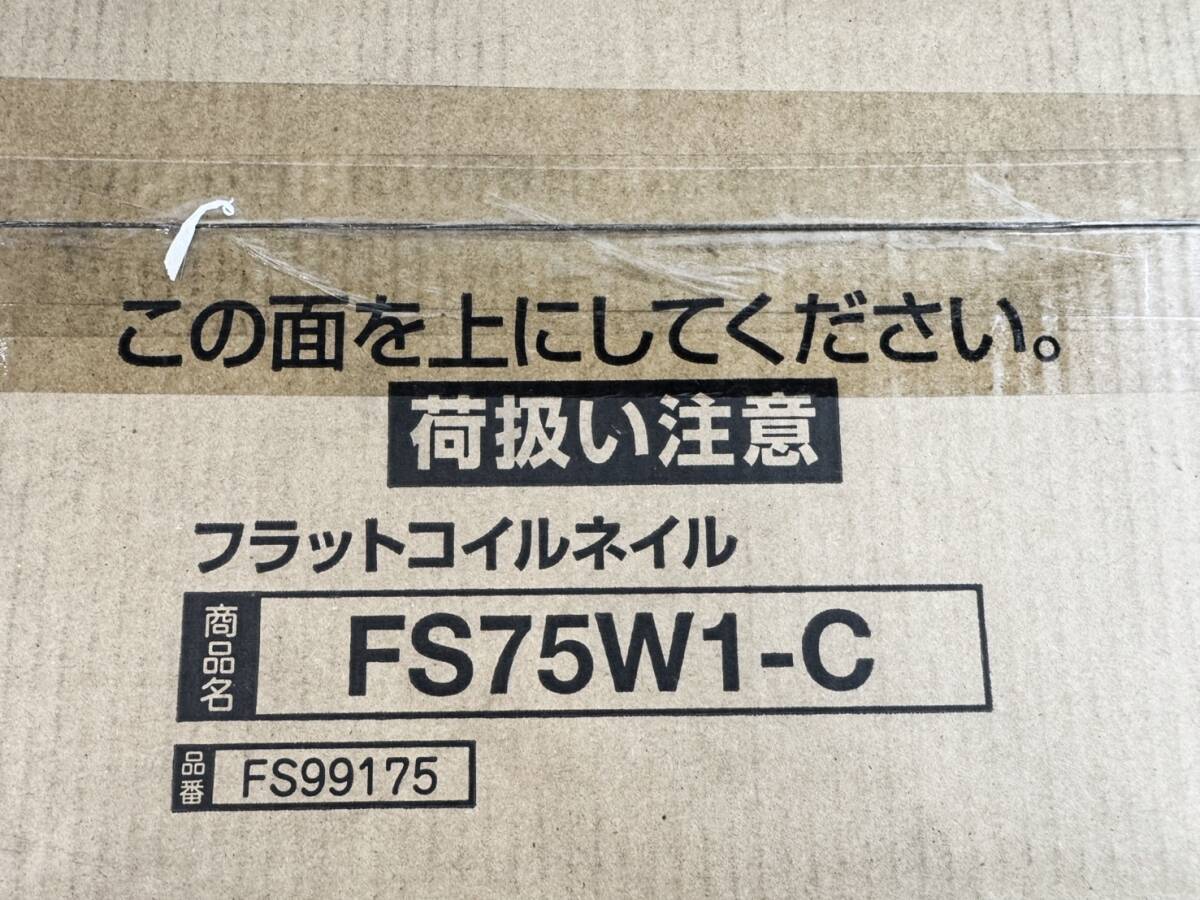 この面を上にしてください。
荷扱い注意
フラットコイルネイル
商品名 FS75W1-C
品番 FS99175